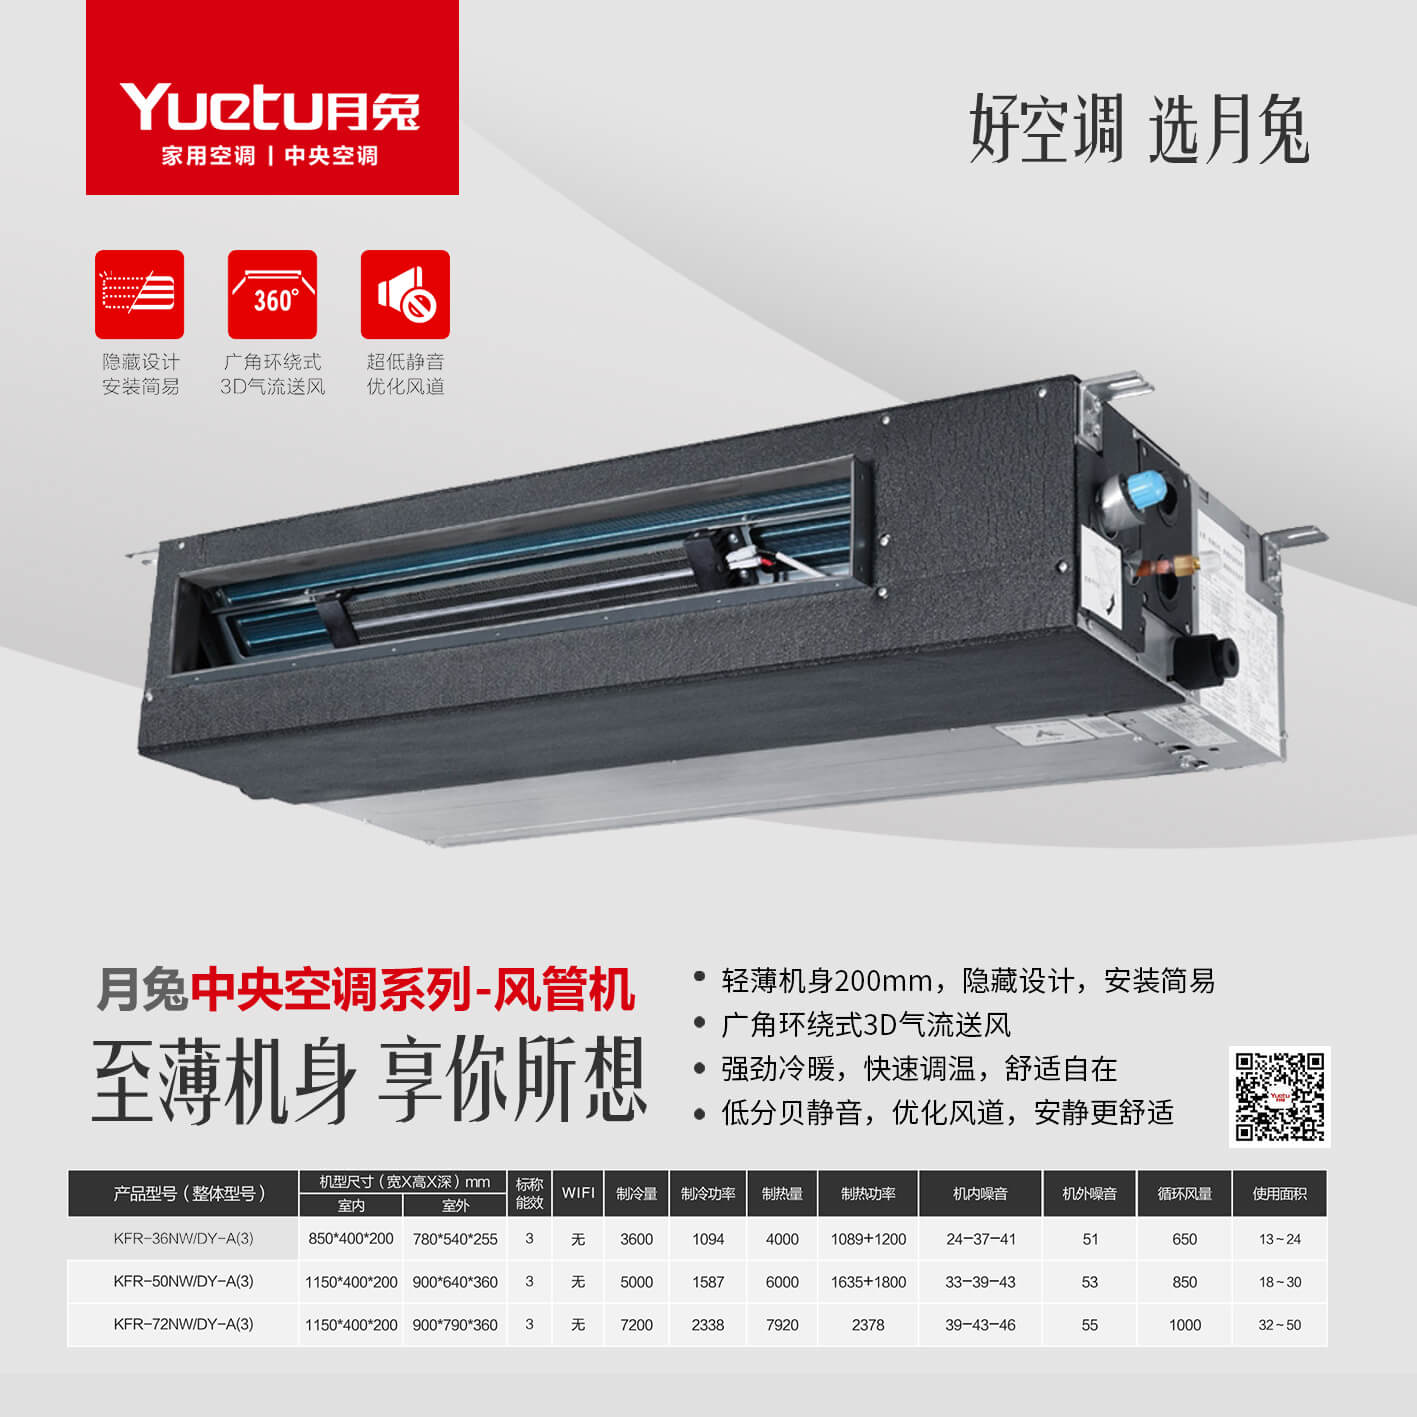 Yuetu月兔
家用空调 | 中央空调
好空调 选月兔
360°
隐藏设计
安装简易
广角环绕式
3D气流送风
超低静音
优化风道
月兔中央空调系列-风管机
至薄机身 享你所想
• 轻薄机身200mm，隐藏设计，安装简易
• 广角环绕式3D气流送风
• 强劲冷暖，快速调温，舒适自在
• 低分贝静音，优化风道，安静更舒适
Yuetu
产品型号（整体型号） 机型尺寸（宽X高X深）mm 标称能效 WIFI 制冷量 制冷功率 制热量 制热功率 机内噪音 机外噪音 循环风量 使用面积
室内 室外
KFR-36NW/DY-A(3) 850*400*200 780*540*255 3 无 3600 1094 4000 1089+1200 24-37-41 51 650 13~24
KFR-50NW/DY-A(3) 1150*400*200 900*640*360 3 无 5000 1587 6000 1635+1800 33-39-43 53 850 18~30
KFR-72NW/DY-A(3) 1150*400*200 900*790*360 3 无 7200 2338 7920 2378 39-43-46 55 1000 32~50